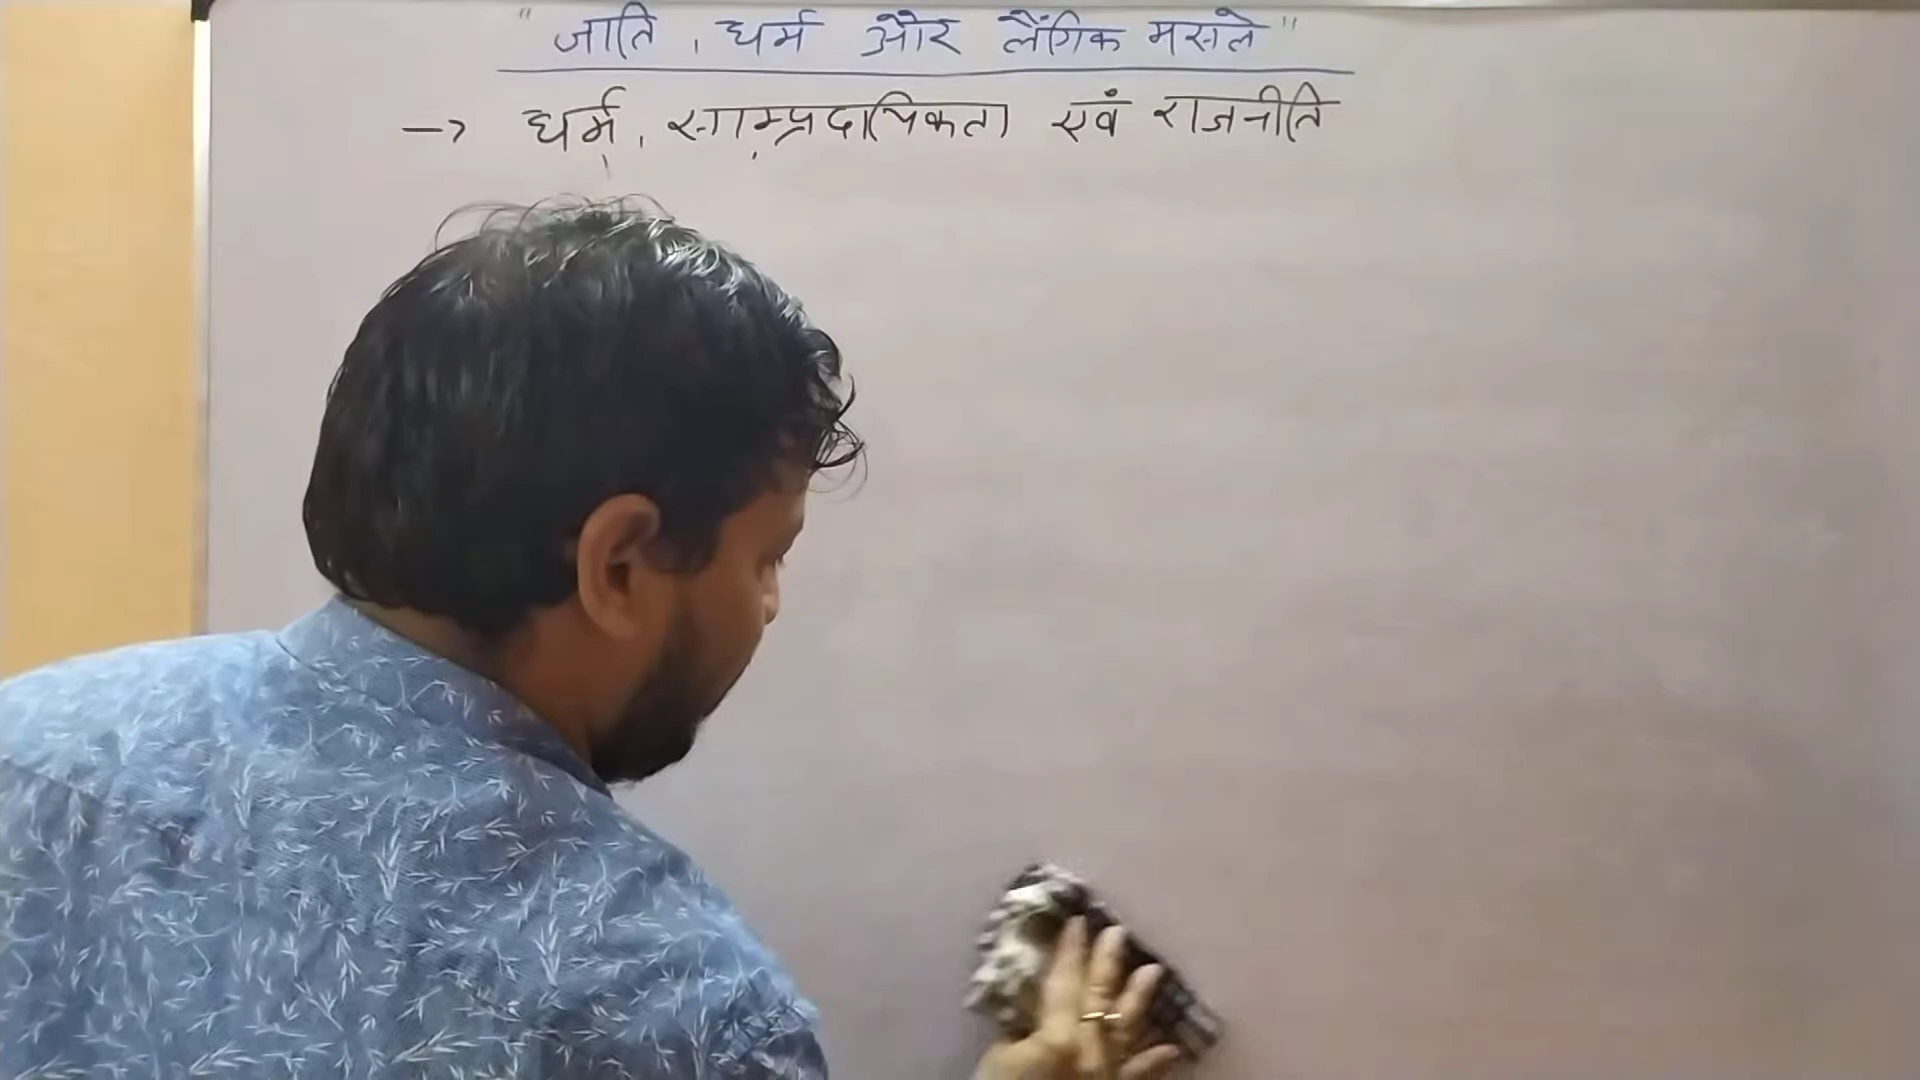 "जाति, धर्म और लैंगिक मसले"
→ धर्म, साम्प्रदायिकता एवं राजनीति